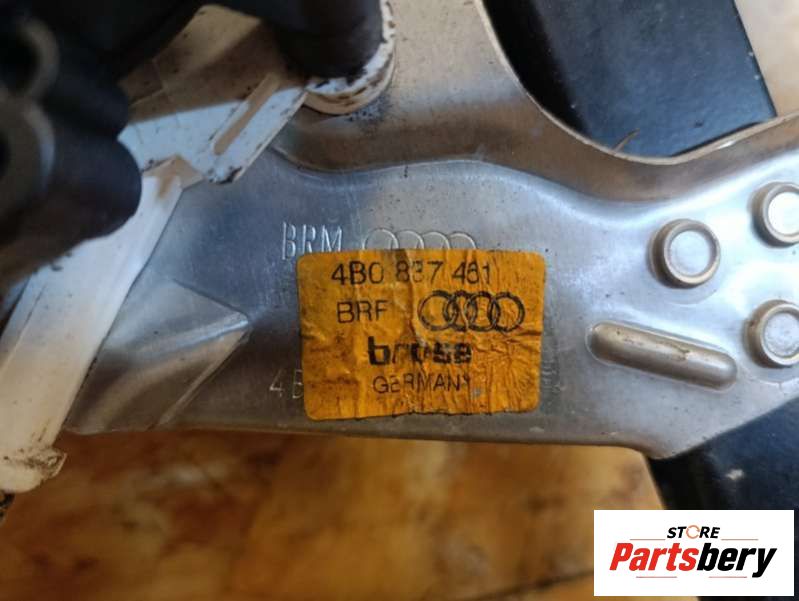 BRM
4B0 837 461
BRF
brose
GERMANY
4B
STORE
Partsbery